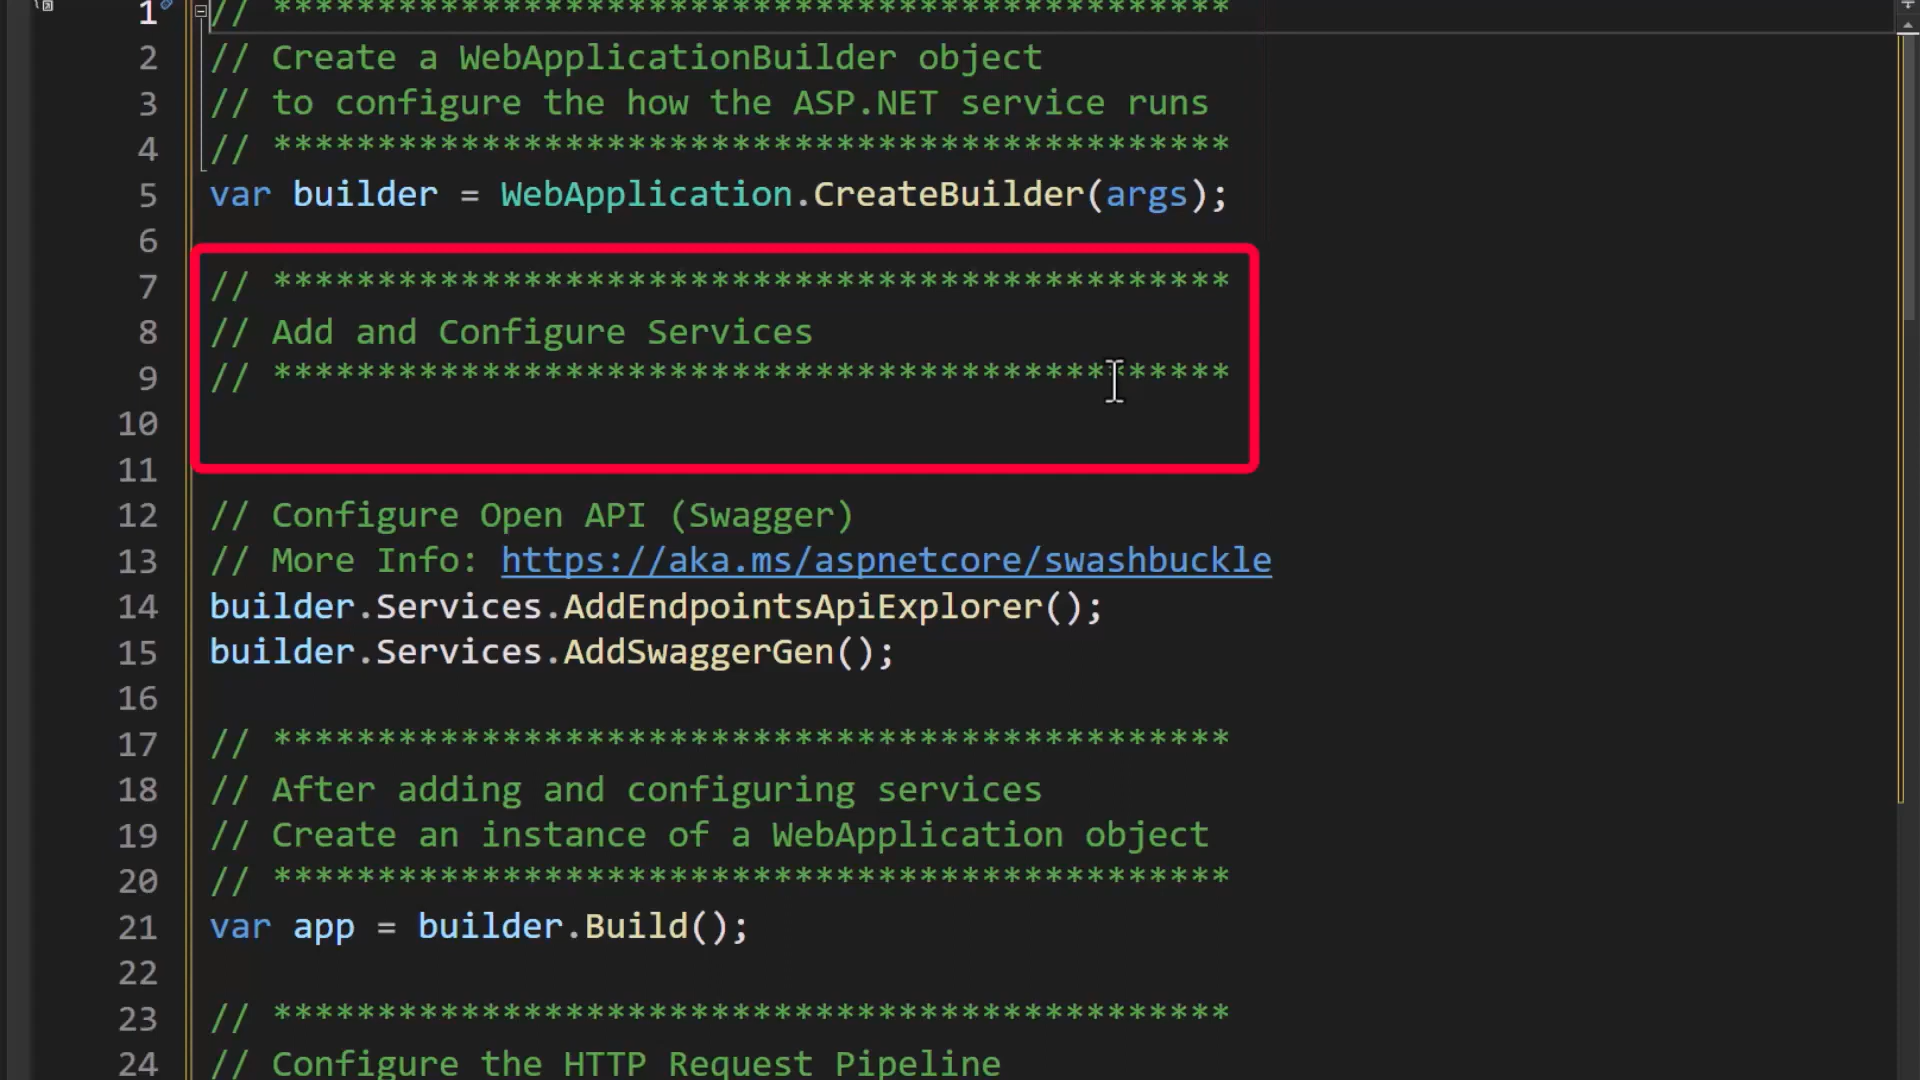 1 // **********************************************
2 // Create a WebApplicationBuilder object
3 // to configure the how the ASP.NET service runs
4 // **********************************************
5 var builder = WebApplication.CreateBuilder(args);
6
7 // **********************************************
8 // Add and Configure Services
9 // **********************************************
10
11
12 // Configure Open API (Swagger)
13 // More Info: https://aka.ms/aspnetcore/swashbuckle
14 builder.Services.AddEndpointsApiExplorer();
15 builder.Services.AddSwaggerGen();
16
17 // **********************************************
18 // After adding and configuring services
19 // Create an instance of a WebApplication object
20 // **********************************************
21 var app = builder.Build();
22
23 // **********************************************
24 // Configure the HTTP Request Pipeline